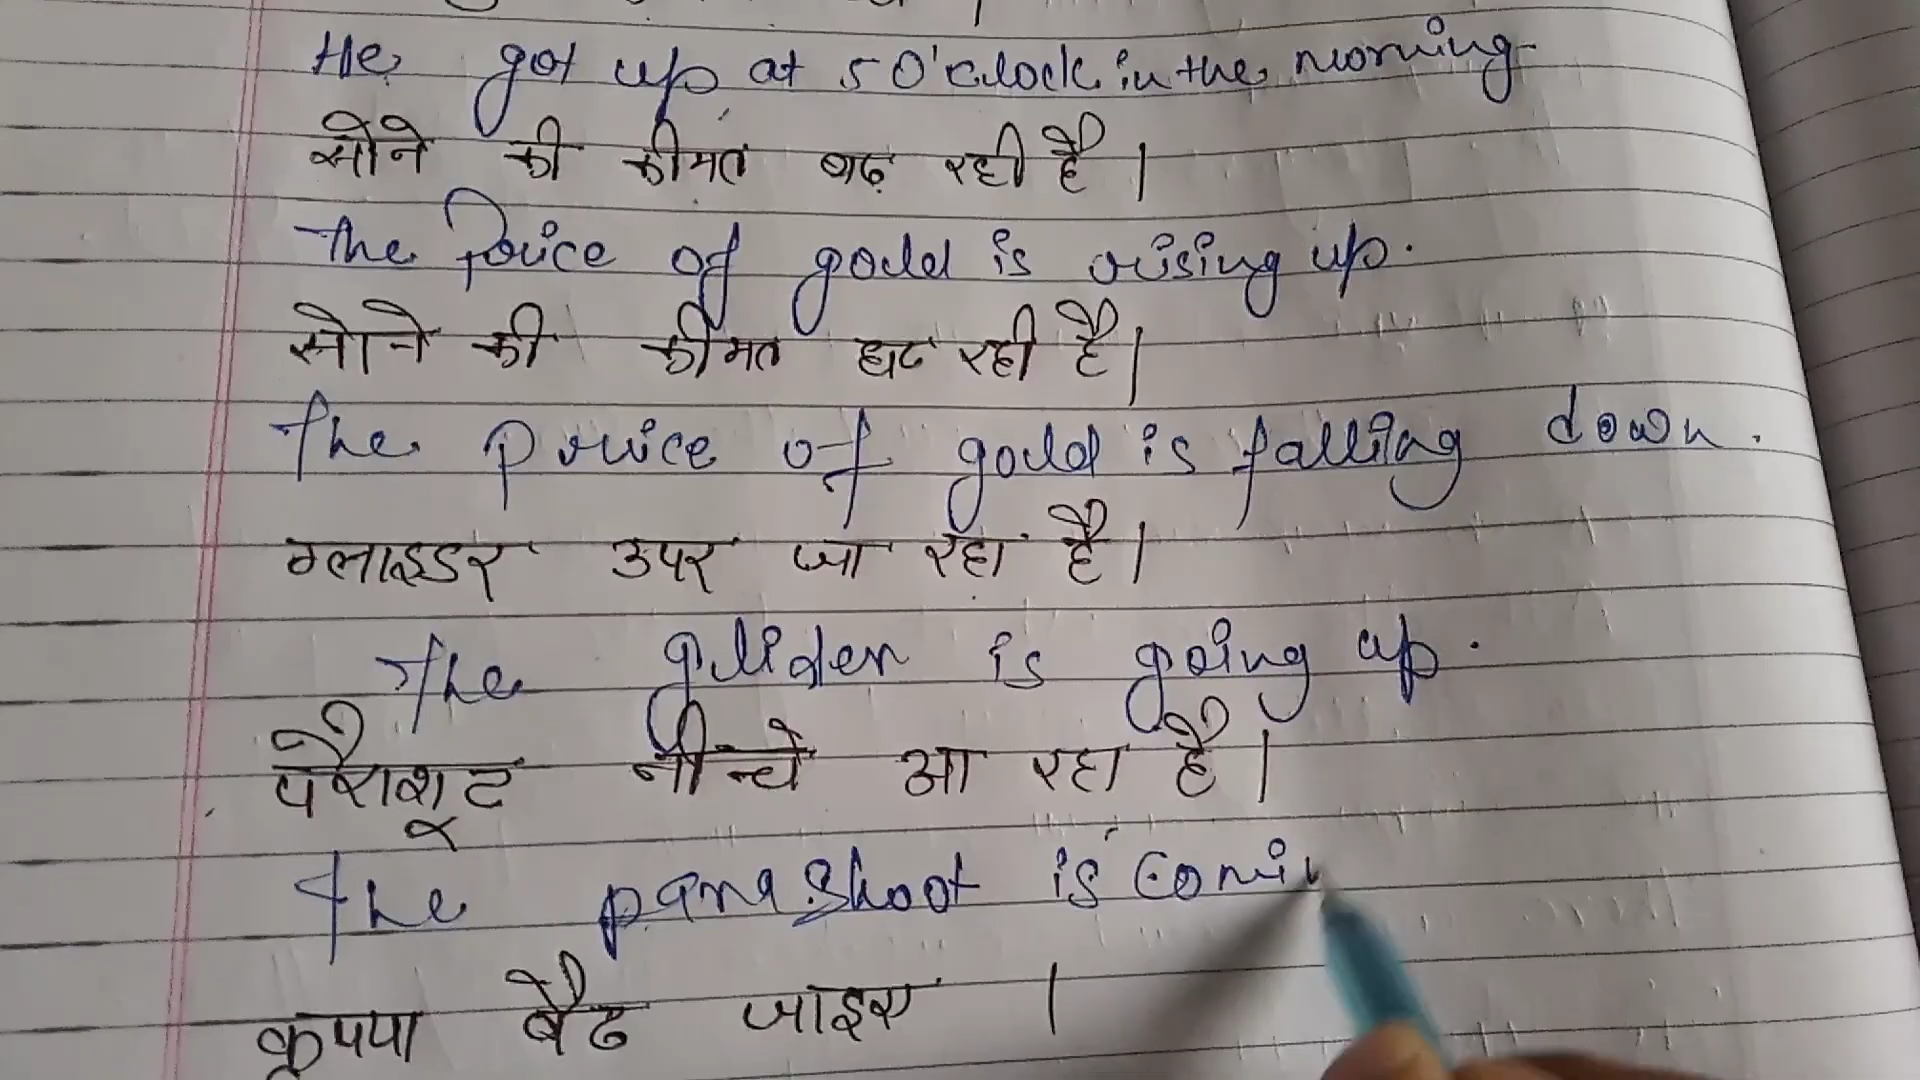 He got up at 5 O'clock in the morning.
सोने की कीमत बढ़ रही है।
The Price of gold is rising up.
सोने की कीमत घट रही है।
The price of gold is falling down.
ग्लाइडर उपर जा रहा है।
The glider is going up.
पैराशूट नीचे आ रहा है।
The parashoot is comin
कृपया बैठ जाइए ।